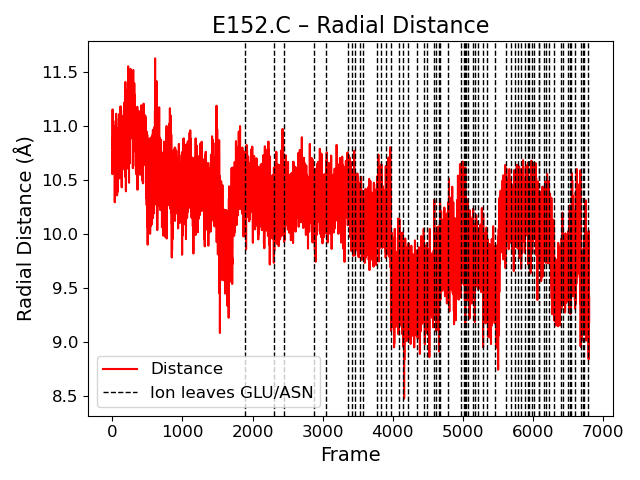 E152.C – Radial Distance
Radial Distance (Å)
11.5
11.0
10.5
10.0
9.5
9.0
8.5
Distance
Ion leaves GLU/ASN
0 1000 2000 3000 4000 5000 6000 7000
Frame